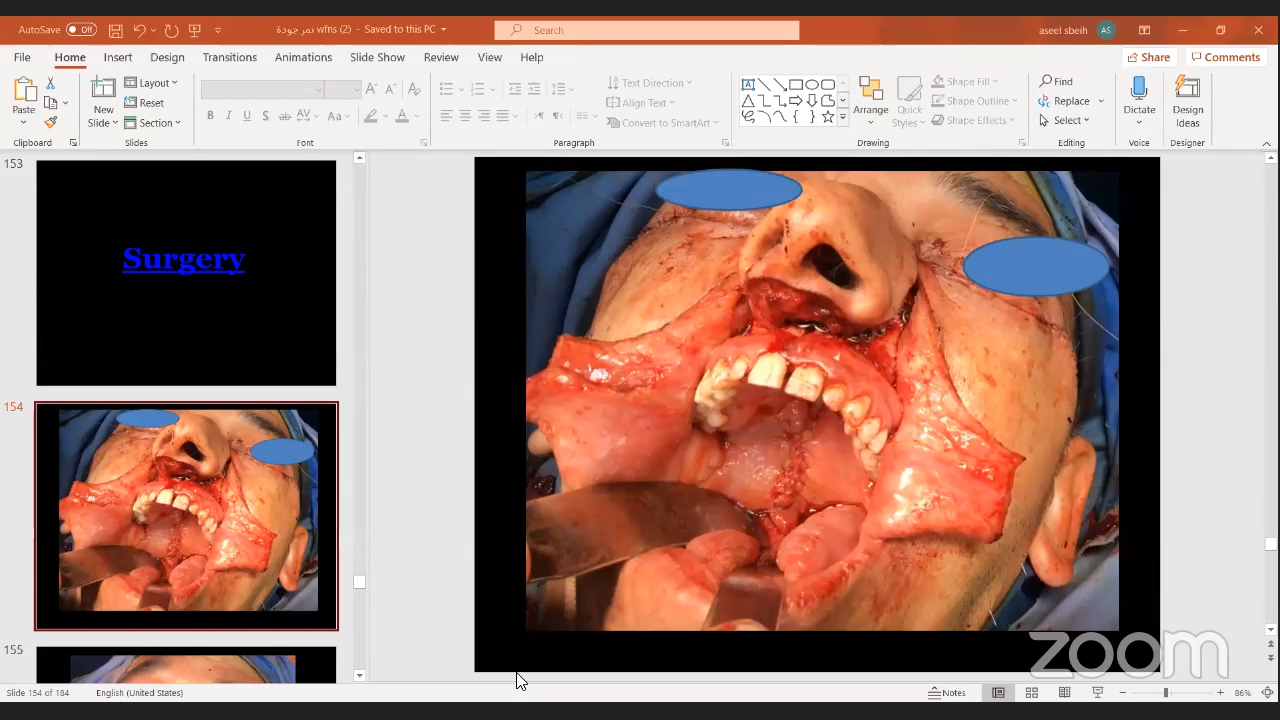 AutoSave Off نمر جودة wfns (2) - Saved to this PC Search aseel sbeih AS
File Home Insert Design Transitions Animations Slide Show Review View Help Share Comments
Paste New Slide Layout Reset Section Text Direction Align Text Convert to SmartArt Arrange Quick Styles Shape Fill Shape Outline Shape Effects Find Replace Select Dictate Design Ideas
Clipboard Slides Font Paragraph Drawing Editing Voice Designer
153
Surgery
154
155
zoom
Slide 154 of 184 English (United States) Notes 86%